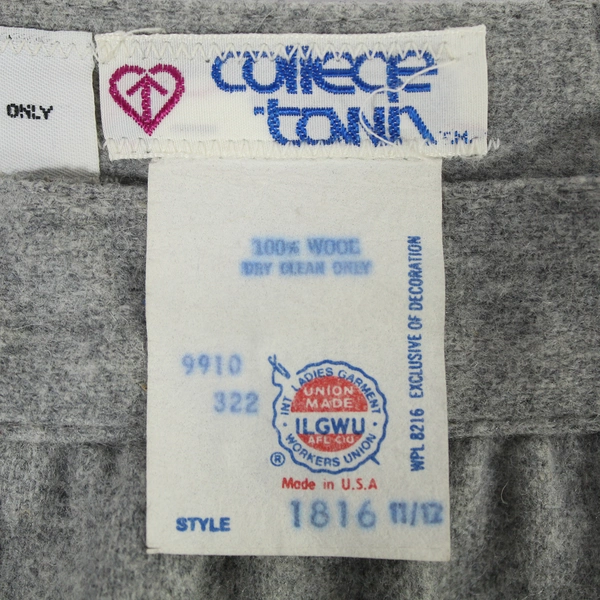 ONLY
college
town
T.M.
100% WOOL
DRY CLEAN ONLY
WPL 8216 EXCLUSIVE OF DECORATION
9910
322
INT. LADIES GARMENT
UNION
MADE
ILGWU
AFL-CIO
WORKERS UNION
®
Made in U.S.A
STYLE 1816 11/12